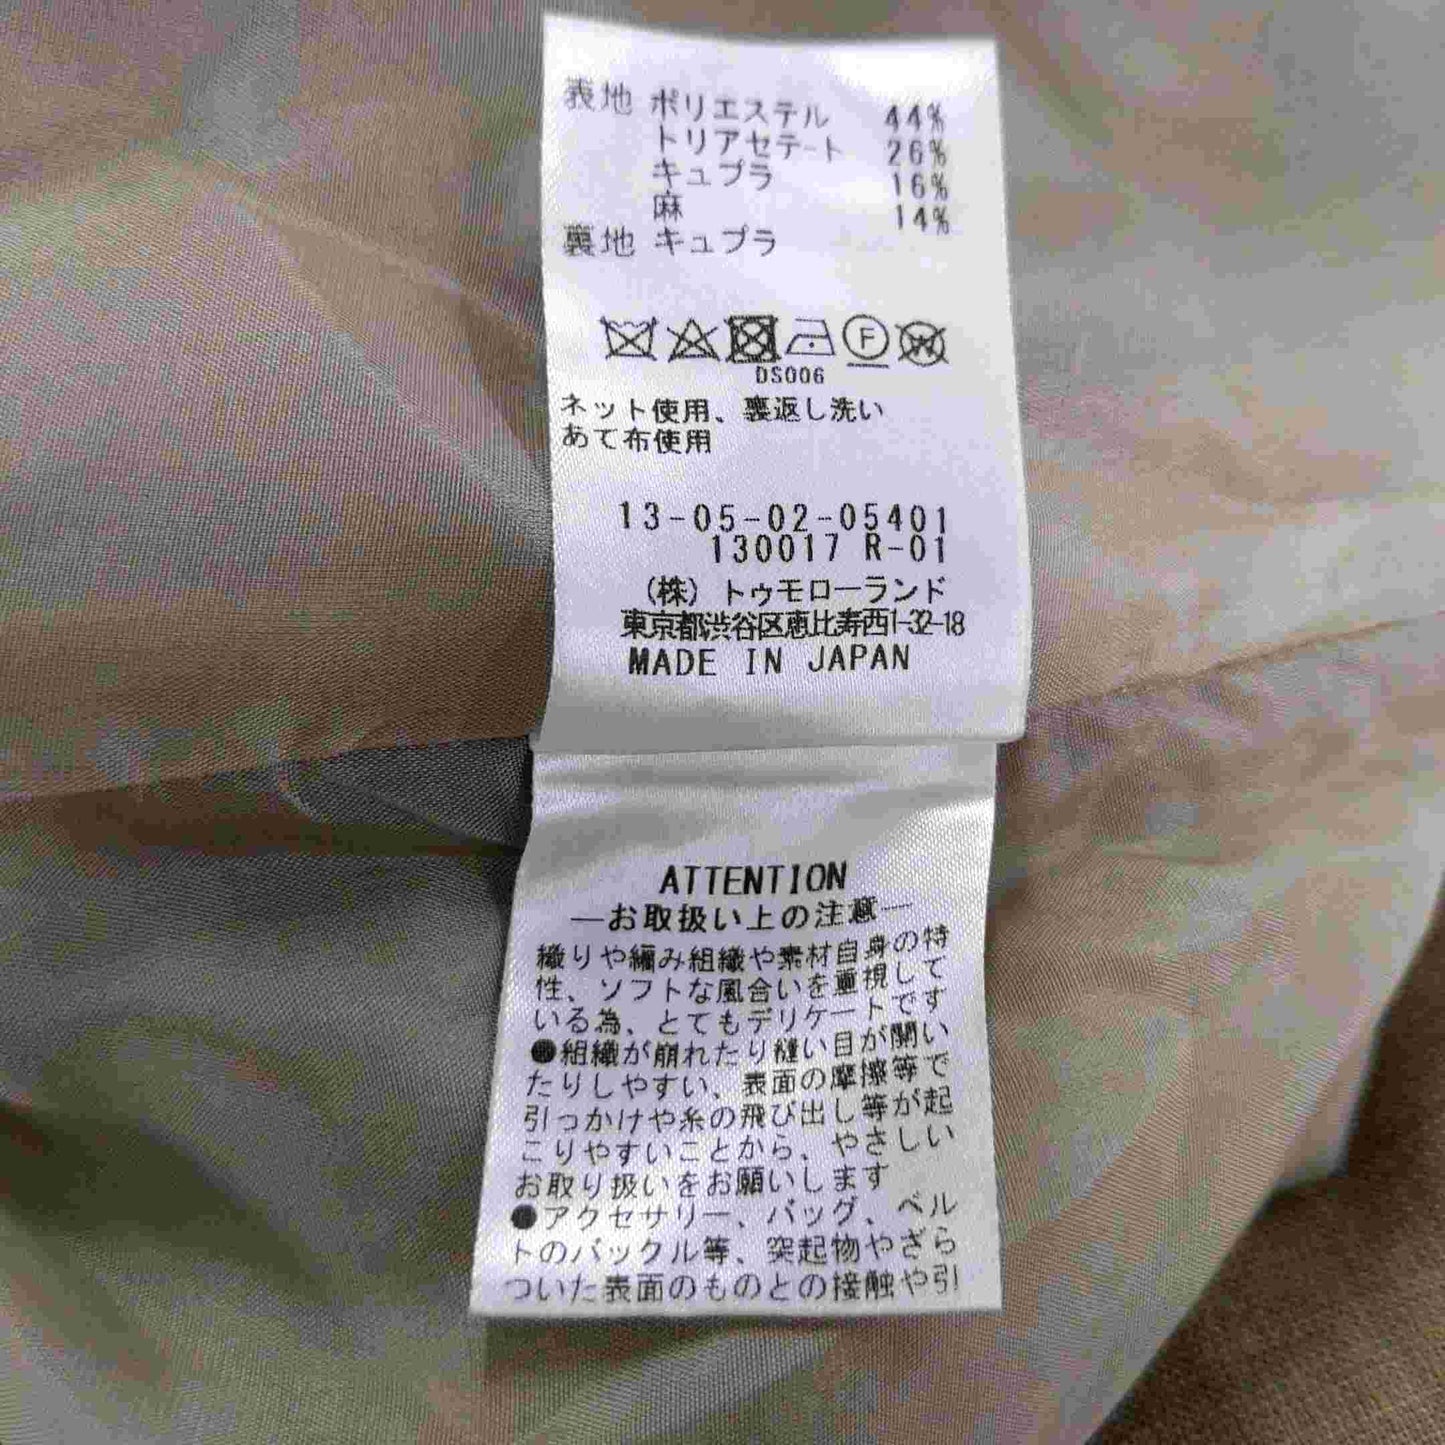 表地 ポリエステル 44%
トリアセテート 26%
キュプラ 16%
麻 14%
裏地 キュプラ
F W
DS006
ネット使用、裏返し洗い
あて布使用
13-05-02-05401
130017 R-01
(株) トゥモローランド
東京都渋谷区恵比寿西1-32-18
MADE IN JAPAN
ATTENTION
―お取扱い上の注意―
織りや編み組織や素材自身の特
性、ソフトな風合いを重視して
いる為、とてもデリケートです
●組織が崩れたり縫い目が開い
たりしやすい、表面の摩擦等で
引っかけや糸の飛び出し等が起
こりやすいことから、やさしい
お取り扱いをお願いします
●アクセサリー、バッグ、ベル
トのバックル等、突起物やざら
ついた表面のものとの接触や引